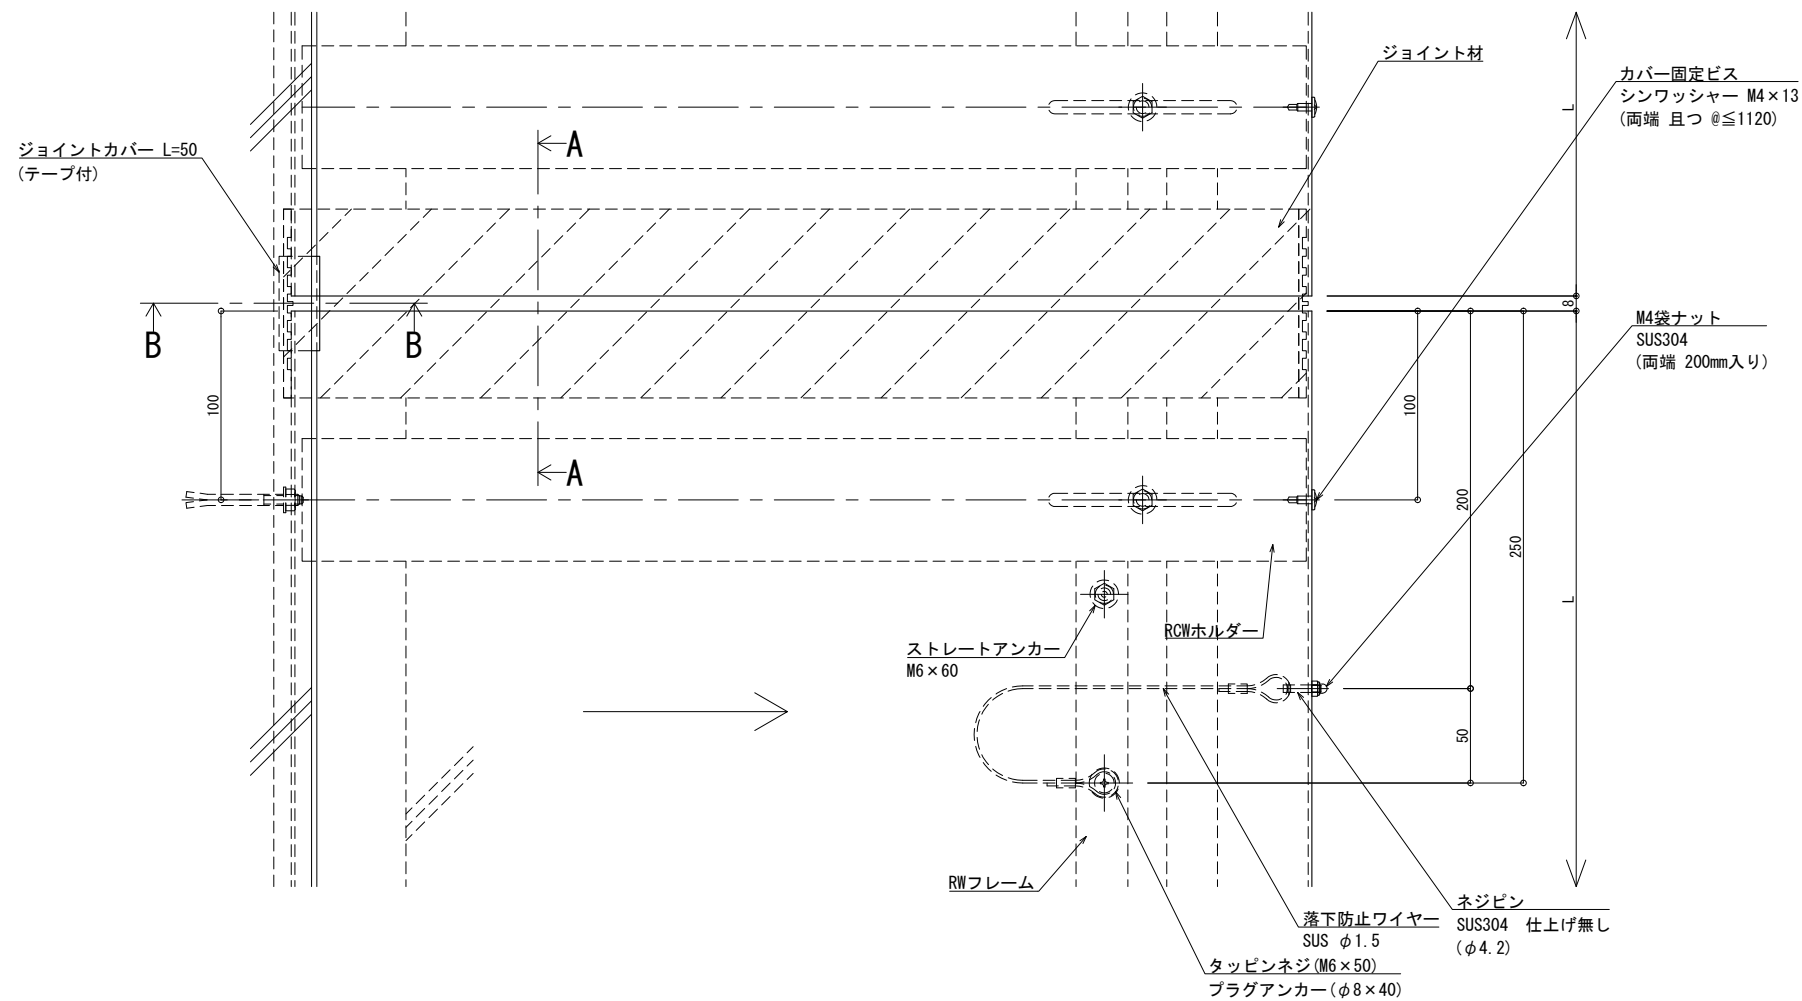 ジョイント材
カバー固定ビス
シンワッシャー M4×13
(両端 且つ @≦1120)
L
A
ジョイントカバー L=50
(テープ付)
8
B
B
M4袋ナット
SUS304
(両端 200mm入り)
100
100
A
200
250
L
RCWホルダー
ストレートアンカー
M6×60
50
RWフレーム
ネジピン
SUS304 仕上げ無し
(φ4.2)
落下防止ワイヤー
SUS φ1.5
タッピンネジ(M6×50)
プラグアンカー(φ8×40)